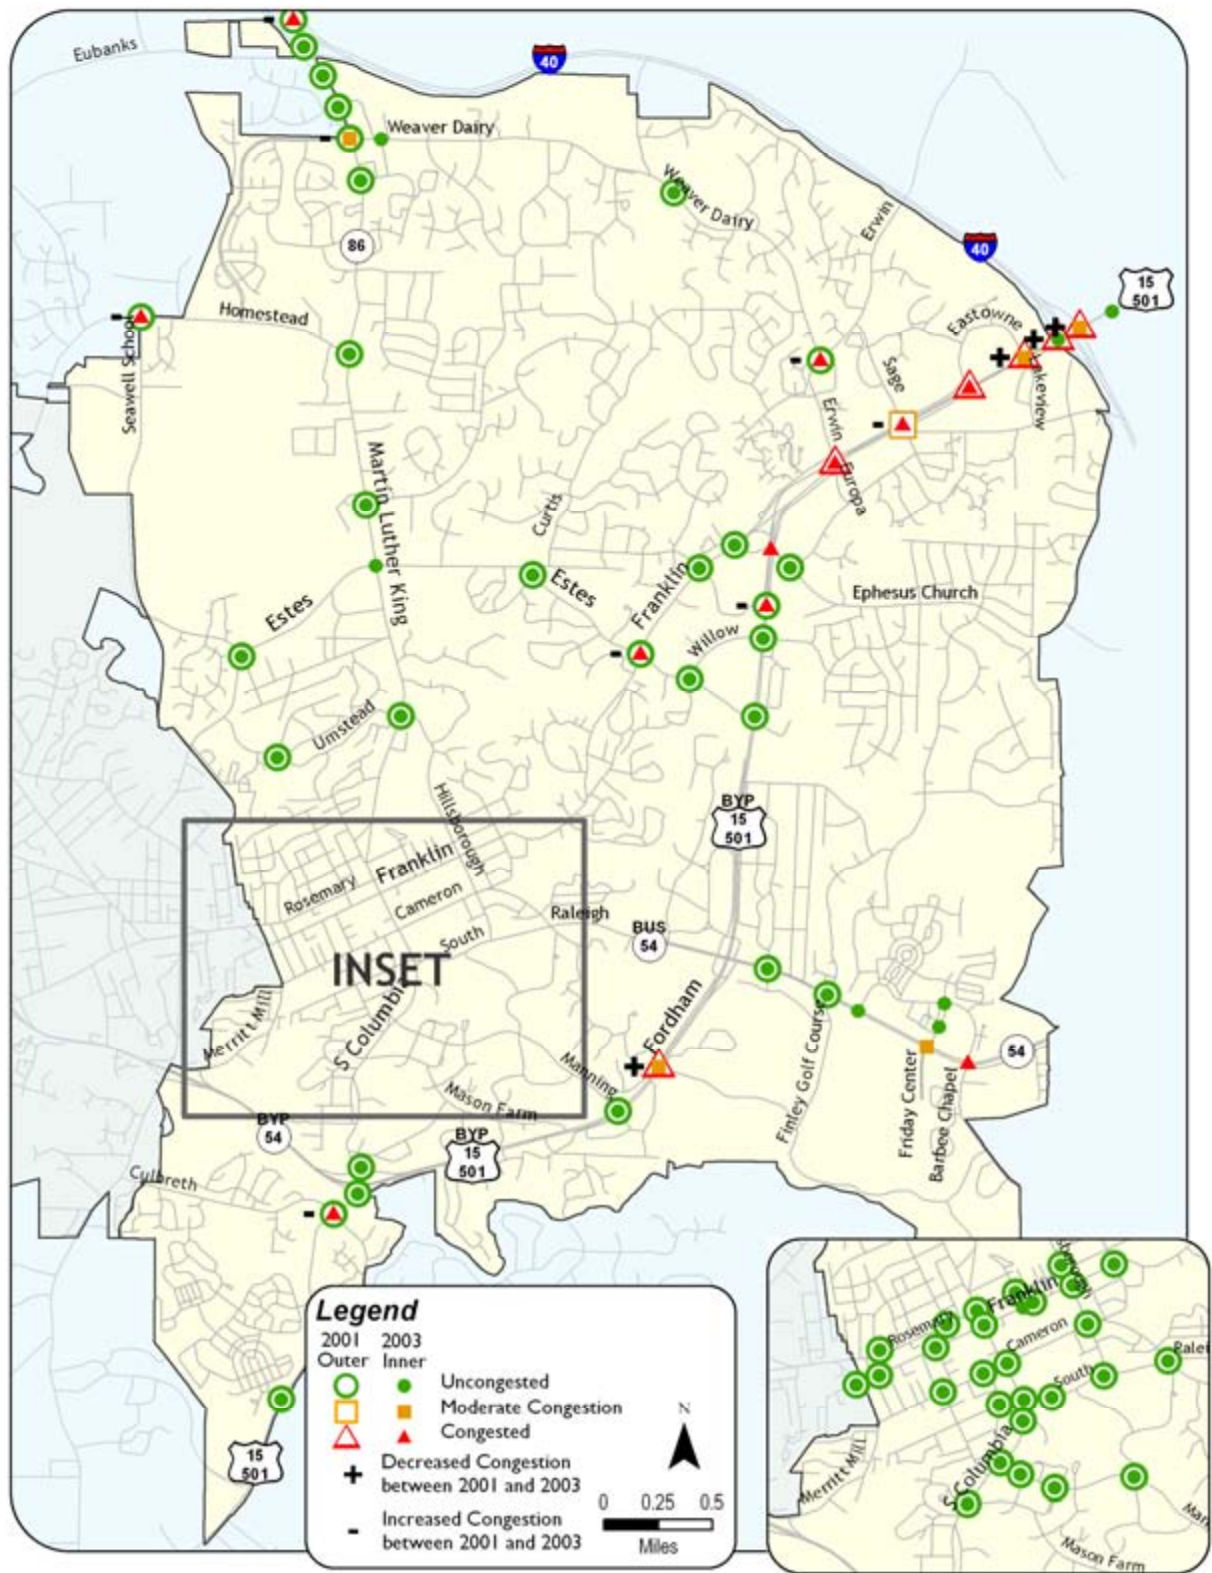 Eubanks
40
Weaver Dairy
Weaver Dairy
Erwin
86
40
15
501
Homestead
Eastowne
Seawell School
Sage
Lakeview
Erwin
Europa
Martin Luther King
Curtis
Estes
Franklin
Estes
Ephesus Church
Willow
Umstead
BYP
15
501
Hillsborough
Franklin
Rosemary
Cameron
Raleigh
BUS
54
South
INSET
S Columbia
Merritt Mill
Fordham
Manning
Finley Golf Course
54
Friday Center
Barbee Chapel
Mason Farm
BYP
54
BYP
15
501
Culbreth
15
501
Legend
2001
Outer
2003
Inner
Uncongested
Moderate Congestion
Congested
+ Decreased Congestion
between 2001 and 2003
- Increased Congestion
between 2001 and 2003
N
0 0.25 0.5
Miles
Franklin
Rosemary
Cameron
Ralei
South
S Columbia
Merritt Mill
Man
Mason Farm